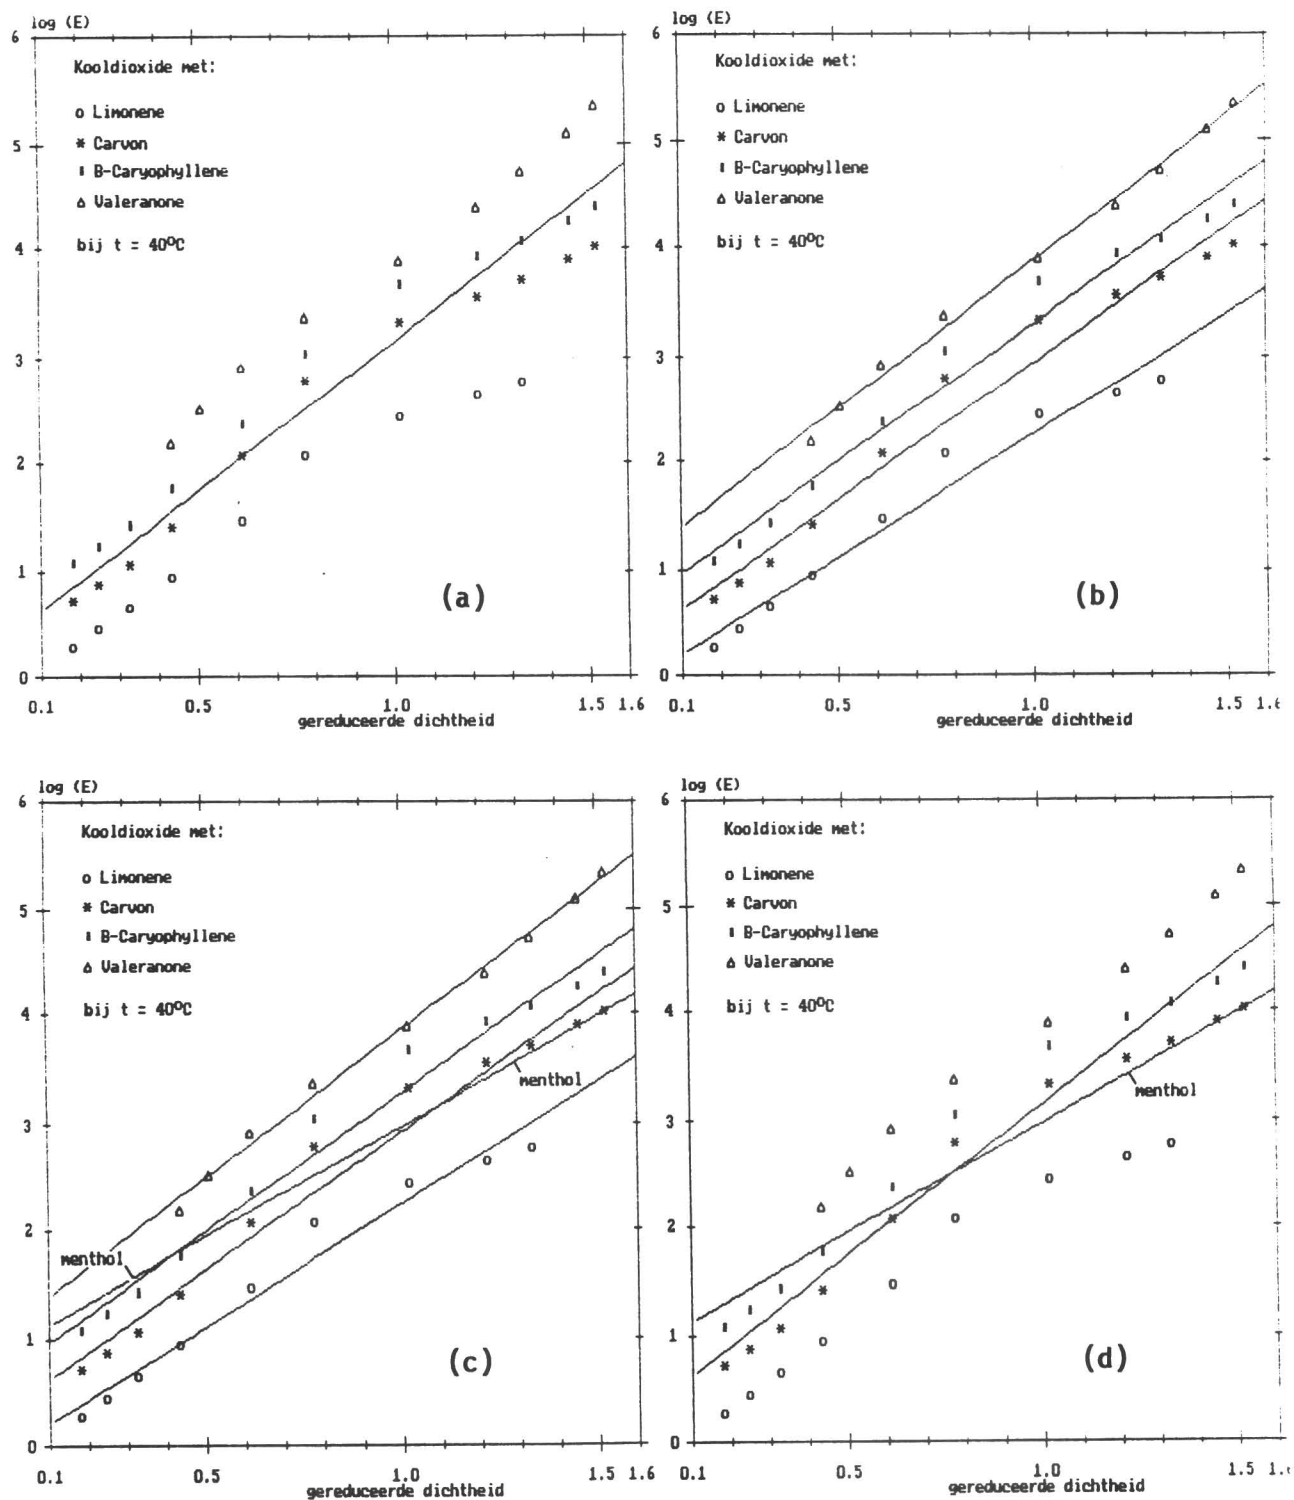 log (E)
6
Kooldioxide met:
o Limonene
* Carvon
ı B-Caryophyllene
△ Valeranone
bij t = 40°C
5
4
3
2
1
0
(a)
0.1 0.5 1.0 1.5 1.6
gereduceerde dichtheid
log (E)
6
Kooldioxide met:
o Limonene
* Carvon
ı B-Caryophyllene
△ Valeranone
bij t = 40°C
5
4
3
2
1
0
(b)
0.1 0.5 1.0 1.5 1.6
gereduceerde dichtheid
log (E)
6
Kooldioxide met:
o Limonene
* Carvon
ı B-Caryophyllene
△ Valeranone
bij t = 40°C
5
4
3
2
1
0
menthol
menthol
(c)
0.1 0.5 1.0 1.5 1.6
gereduceerde dichtheid
log (E)
6
Kooldioxide met:
o Limonene
* Carvon
ı B-Caryophyllene
△ Valeranone
bij t = 40°C
5
4
3
2
1
0
menthol
(d)
0.1 0.5 1.0 1.5
gereduceerde dichtheid